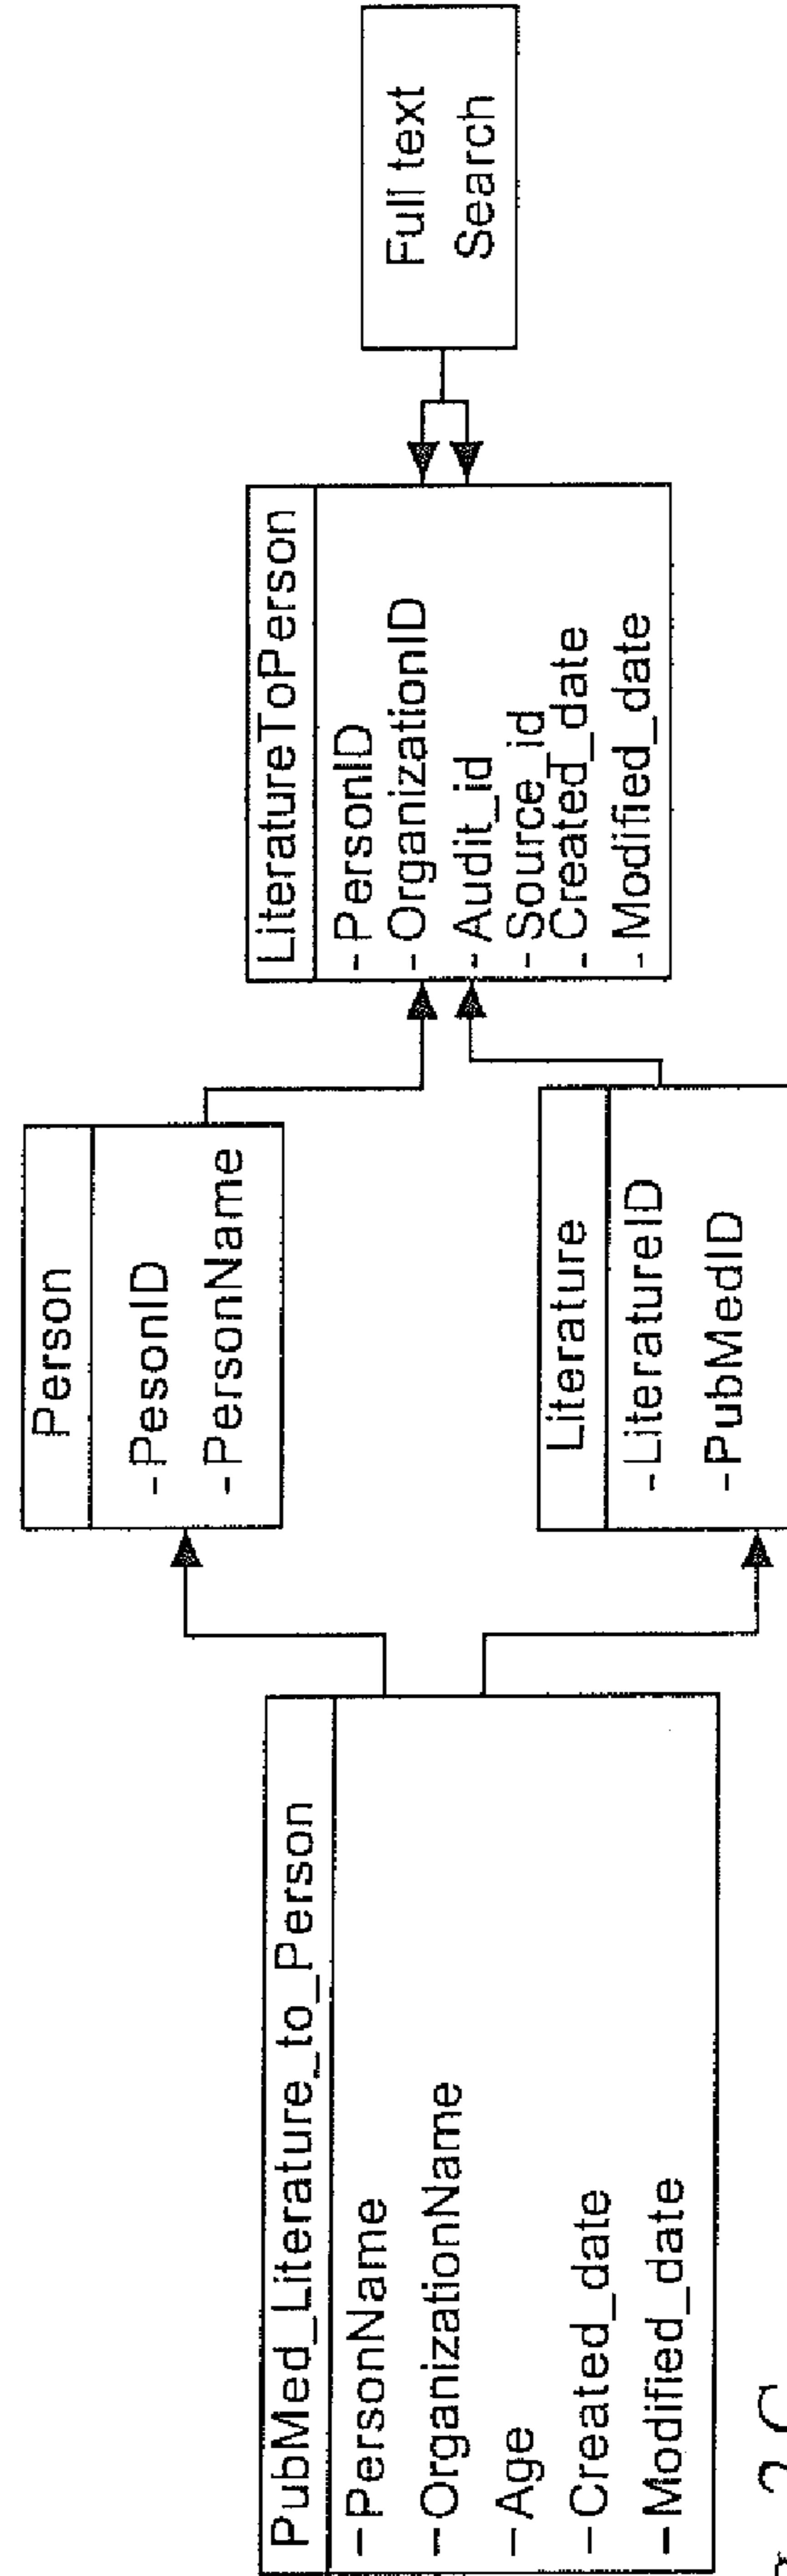 PubMed_Literature_to_Person
- PersonName
- OrganizationName
- Age
- Created_date
- Modified_date
Person
- PesonID
- PersonName
Literature
- LiteratureID
- PubMedID
LiteratureToPerson
- PersonID
- OrganizationID
- Audit_id
- Source_id
- Created_date
- Modified_date
Full text
Search